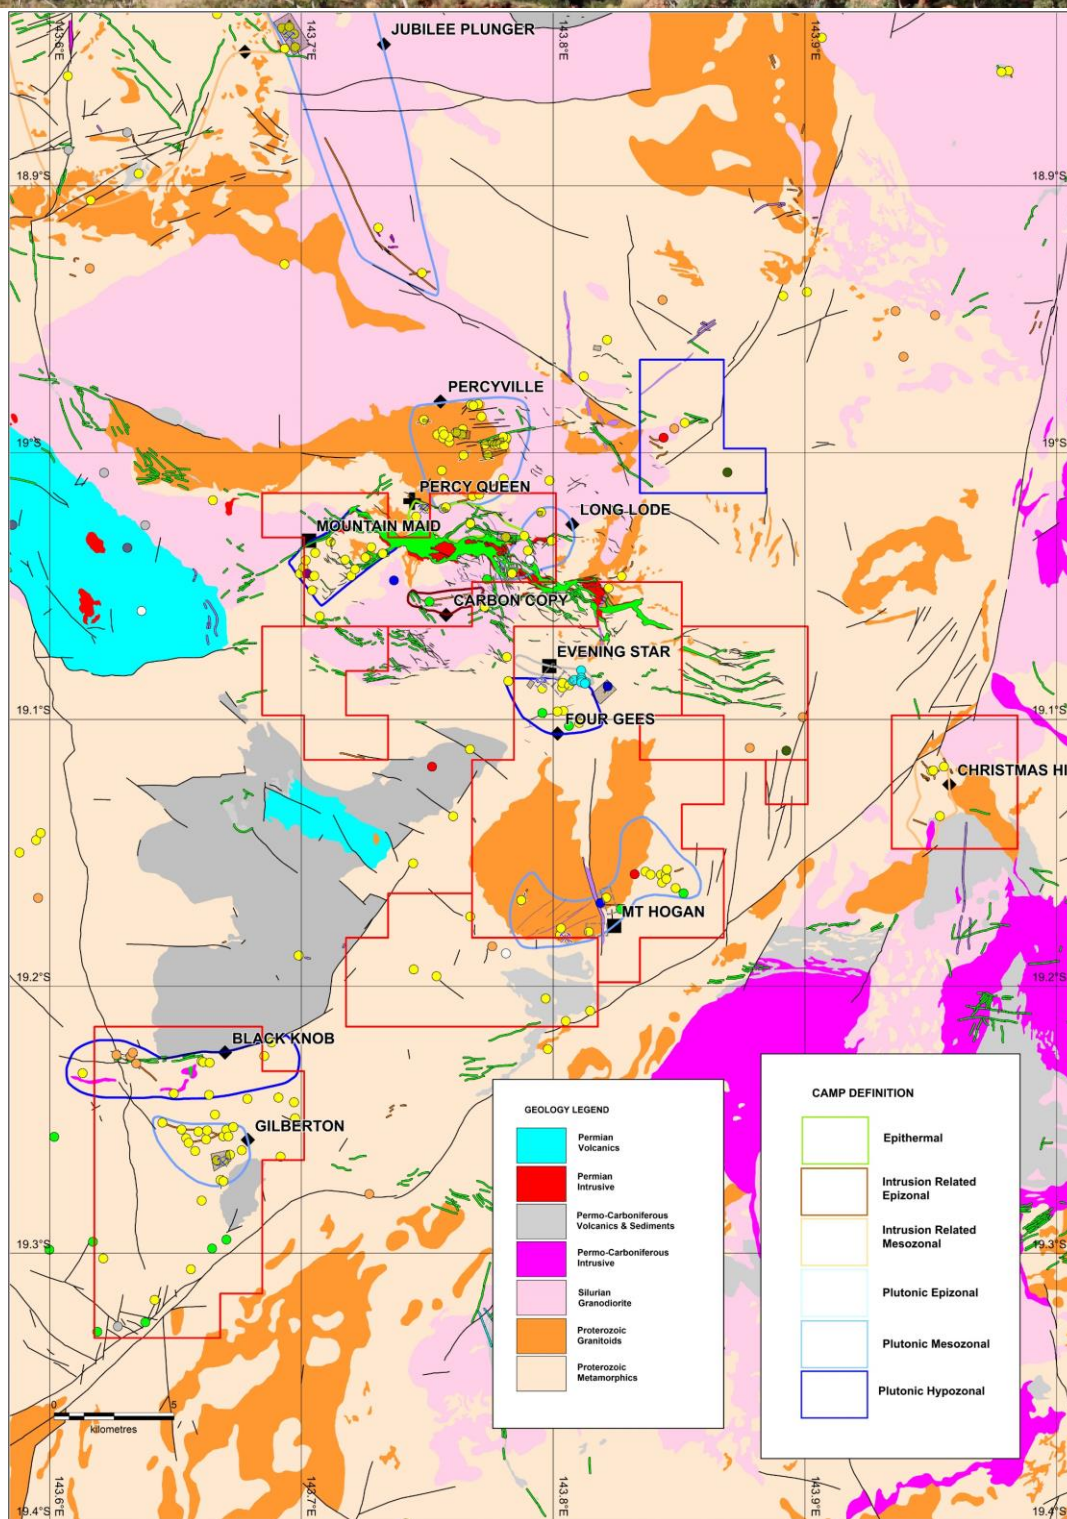 143.6°E
143.7°E
143.8°E
143.9°E
JUBILEE PLUNGER
18.9°S
18.9°S
PERCYVILLE
19°S
19°S
PERCY QUEEN
LONG LODE
MOUNTAIN MAID
CARBON COPY
EVENING STAR
19.1°S
19.1°S
FOUR GEES
CHRISTMAS HI
MT HOGAN
19.2°S
19.2°S
BLACK KNOB
GILBERTON
GEOLOGY LEGEND
Permian
Volcanics
Permian
Intrusive
Permo-Carboniferous
Volcanics & Sediments
Permo-Carboniferous
Intrusive
Silurian
Granodiorite
Proterozoic
Granitoids
Proterozoic
Metamorphics
CAMP DEFINITION
Epithermal
Intrusion Related
Epizonal
Intrusion Related
Mesozonal
Plutonic Epizonal
Plutonic Mesozonal
Plutonic Hypozonal
19.3°S
19.3°S
0 5
kilometres
143.6°E
143.7°E
143.8°E
143.9°E
19.4°S
19.4°S